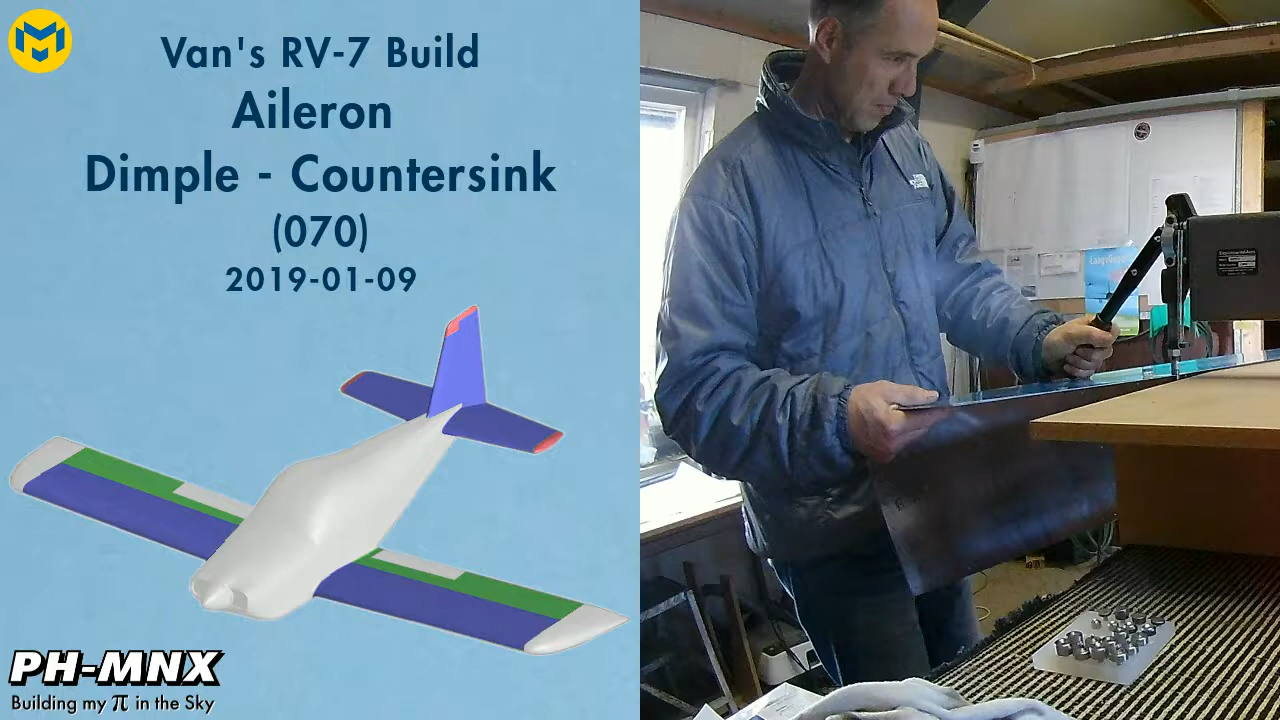 Van's RV-7 Build
Aileron
Dimple - Countersink
(070)
2019-01-09
PH-MNX
Building my π in the Sky